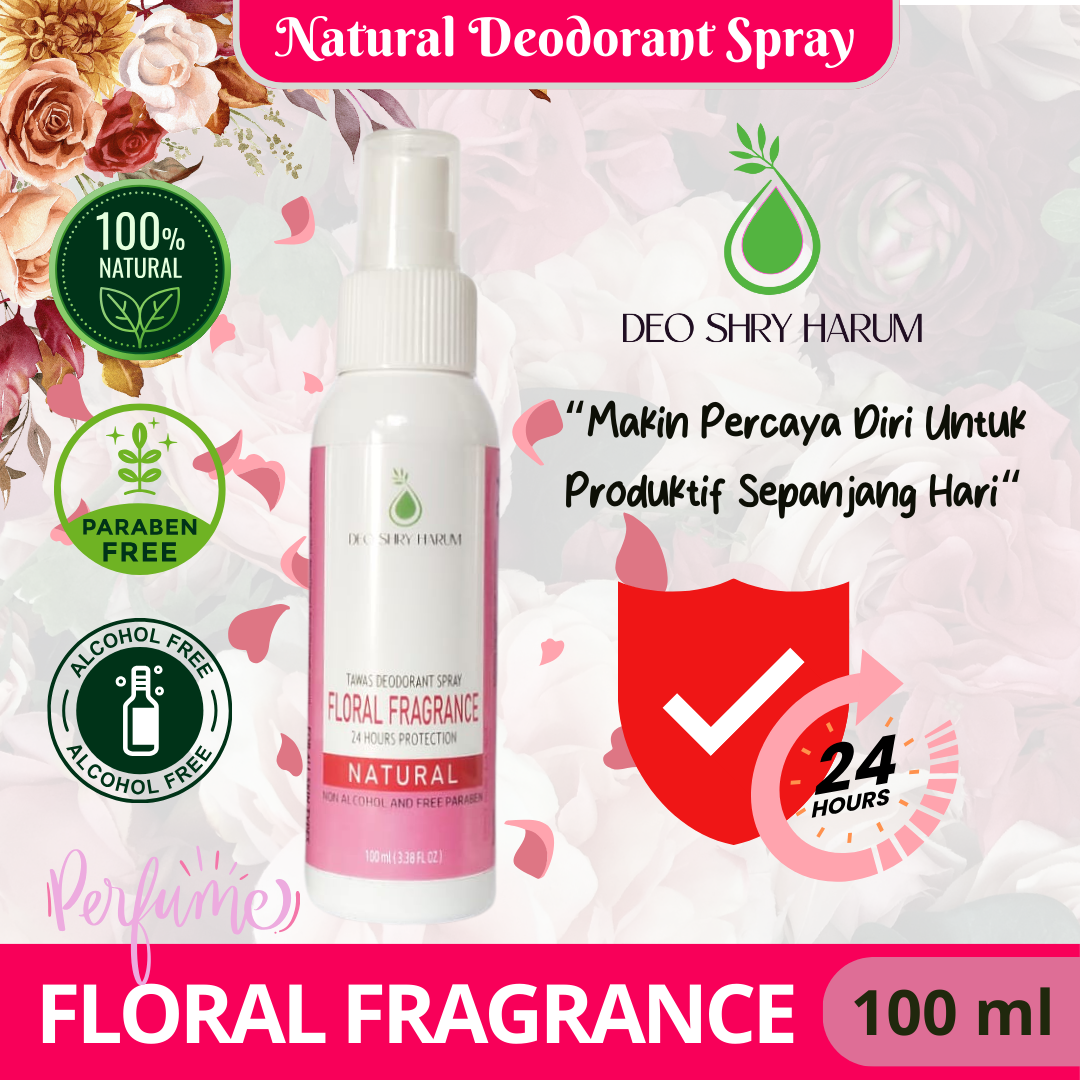 Natural Deodorant Spray
100%
NATURAL
PARABEN
FREE
ALCOHOL FREE
ALCOHOL FREE
Perfume
DEO SHRY HARUM
"Makin Percaya Diri Untuk
Produktif Sepanjang Hari"
24
HOURS
DEO SHRY HARUM
TAWAS DEODORANT SPRAY
FLORAL FRAGRANCE
24 HOURS PROTECTION
NATURAL
NON ALCOHOL AND FREE PARABEN
100 ml ( 3.38 FL OZ )
FLORAL FRAGRANCE
100 ml